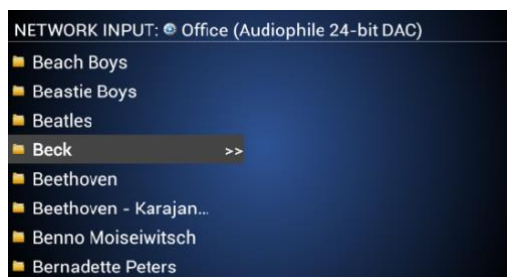 NETWORK INPUT: Office (Audiophile 24-bit DAC)
Beach Boys
Beastie Boys
Beatles
Beck >>
Beethoven
Beethoven - Karajan...
Benno Moiseiwitsch
Bernadette Peters